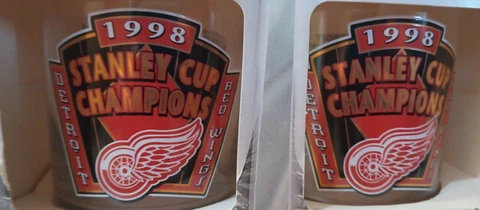 1998
STANLEY CUP
CHAMPIONS
DETROIT
RED WINGS
1998
STANLEY CUP
CHAMPIONS
DETROIT